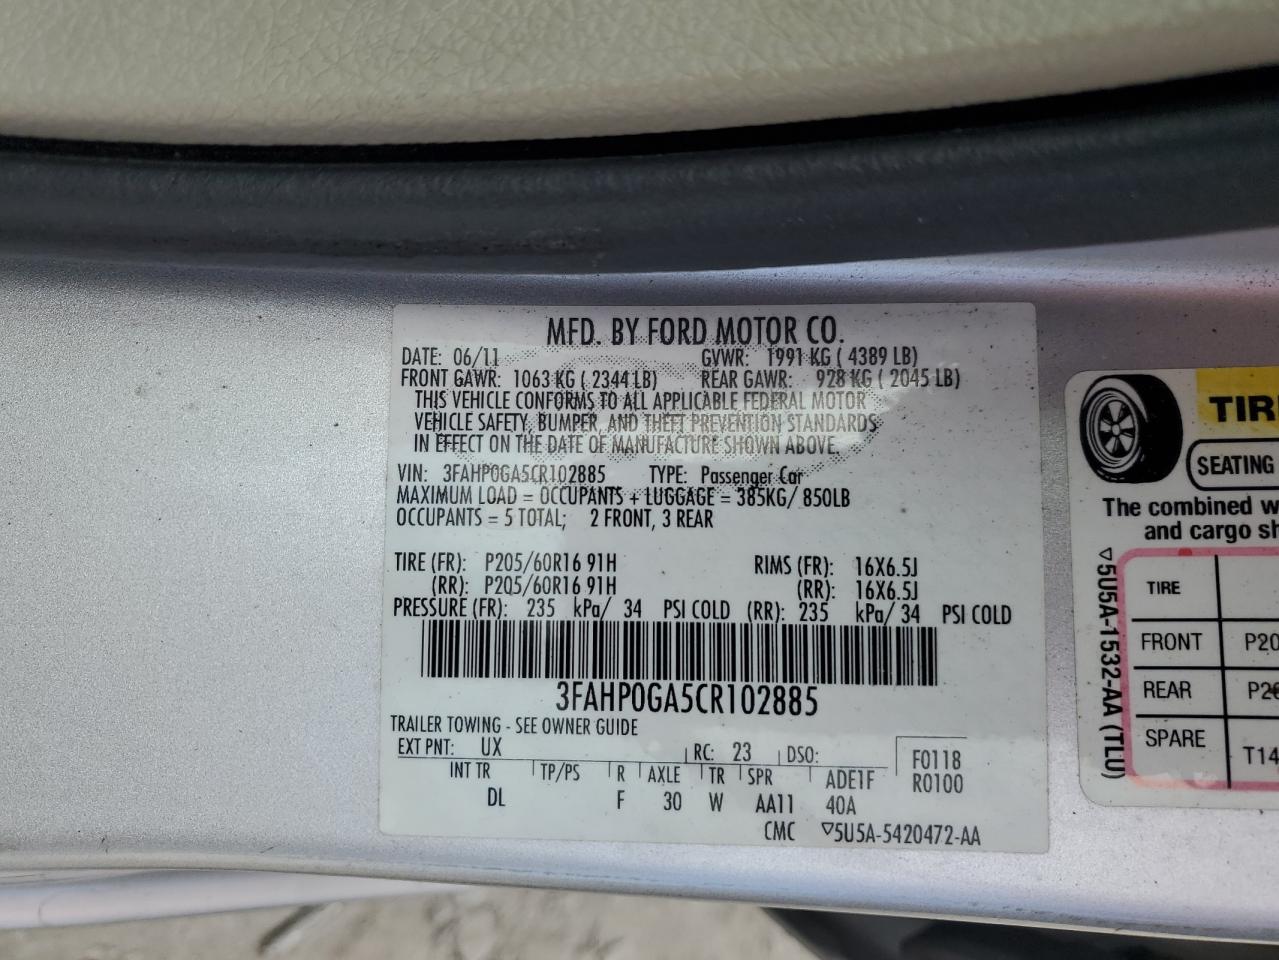 MFD. BY FORD MOTOR CO.
DATE: 06/11 GVWR: 1991 KG ( 4389 LB)
FRONT GAWR: 1063 KG ( 2344 LB) REAR GAWR: 928 KG ( 2045 LB)
THIS VEHICLE CONFORMS TO ALL APPLICABLE FEDERAL MOTOR
VEHICLE SAFETY, BUMPER, AND THEFT PREVENTION STANDARDS
IN EFFECT ON THE DATE OF MANUFACTURE SHOWN ABOVE.
VIN: 3FAHP0GA5CR102885 TYPE: Passenger Car
MAXIMUM LOAD = OCCUPANTS + LUGGAGE = 385KG/ 850LB
OCCUPANTS = 5 TOTAL; 2 FRONT, 3 REAR
TIRE (FR): P205/60R16 91H RIMS (FR): 16X6.5J
(RR): P205/60R16 91H (RR): 16X6.5J
PRESSURE (FR): 235 kPa/ 34 PSI COLD (RR): 235 kPa/ 34 PSI COLD
3FAHP0GA5CR102885
TRAILER TOWING - SEE OWNER GUIDE
EXT PNT: UX RC: 23 DSO: F0118
INT TR TP/PS R AXLE TR SPR ADE1F R0100
DL F 30 W AA11 40A
CMC ▽5U5A-5420472-AA
TIR
SEATING
The combined w
and cargo sh
TIRE
FRONT P20
REAR P20
SPARE T14
▽5U5A-1532-AA (TLU)